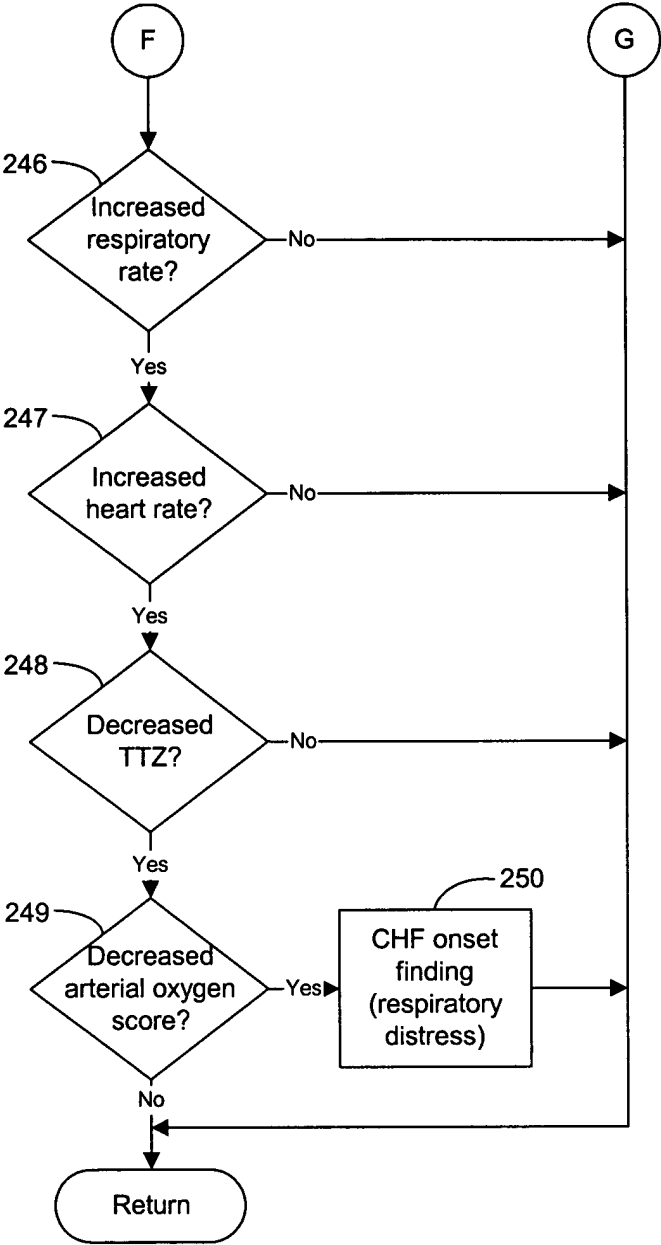 F
G
246
Increased
respiratory
rate?
No
Yes
247
Increased
heart rate?
No
Yes
248
Decreased
TTZ?
No
Yes
249
Decreased
arterial oxygen
score?
Yes
250
CHF onset
finding
(respiratory
distress)
No
Return